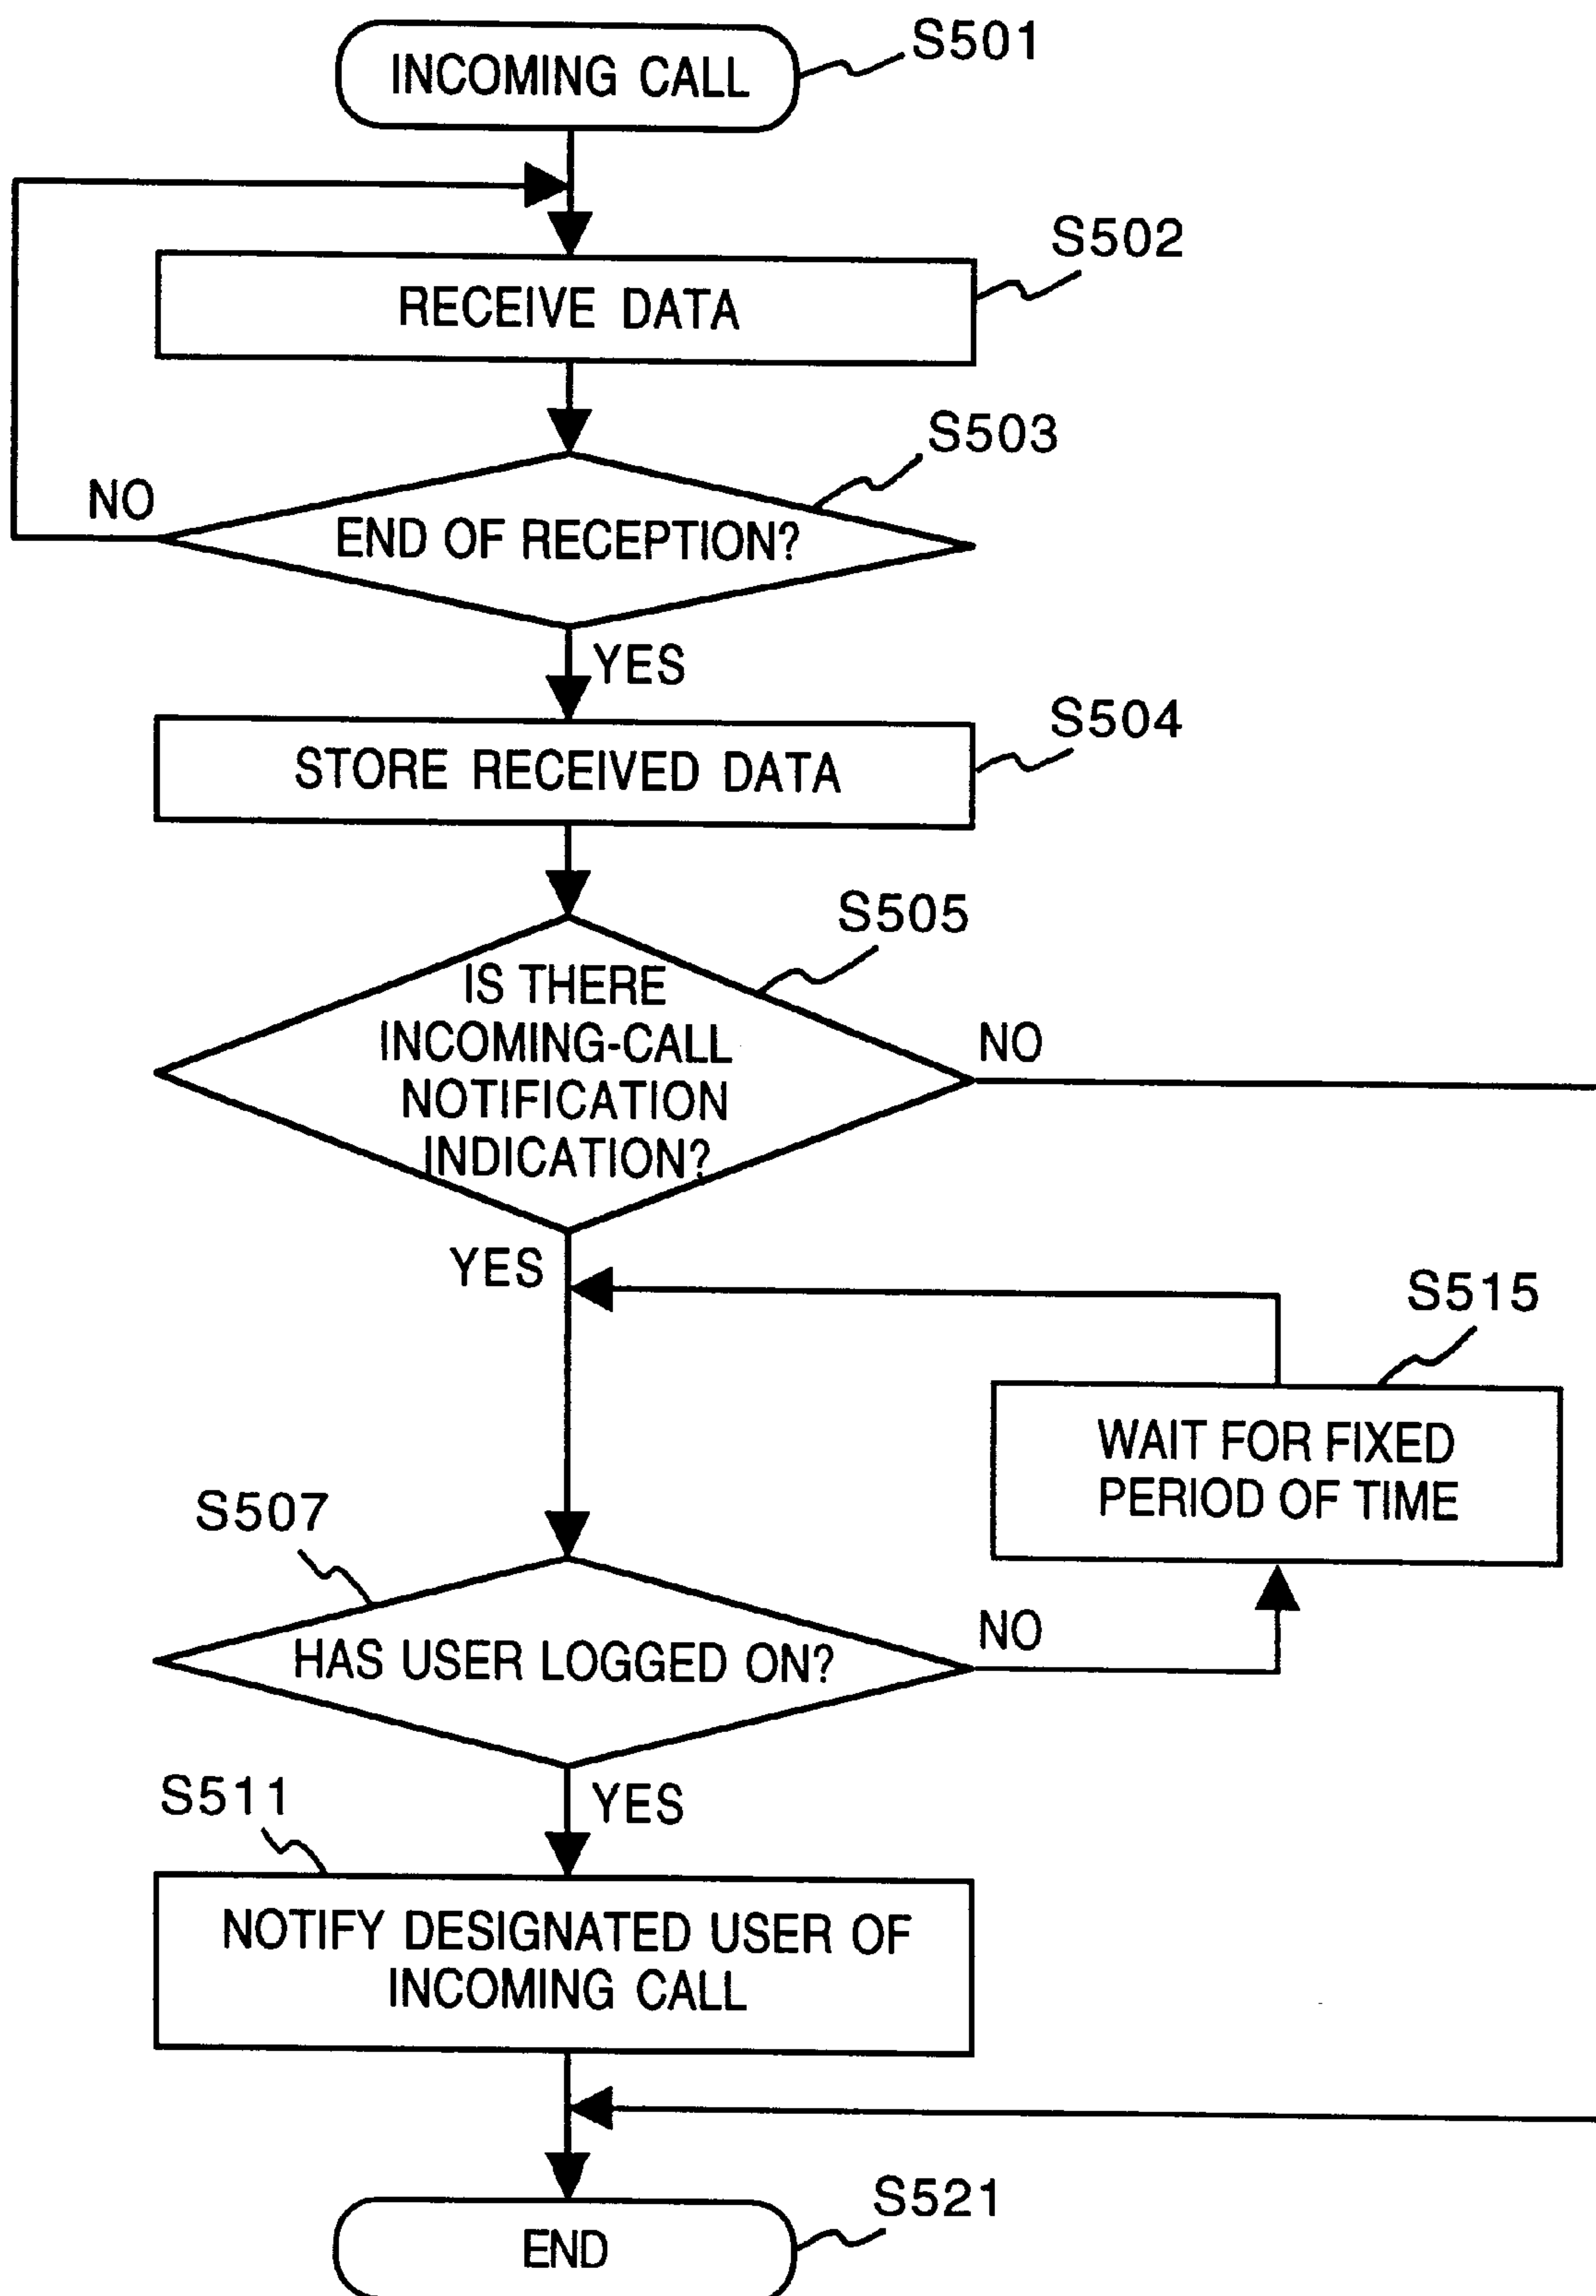 INCOMING CALL
S501
RECEIVE DATA
S502
END OF RECEPTION?
S503
NO
YES
STORE RECEIVED DATA
S504
IS THERE
INCOMING-CALL
NOTIFICATION
INDICATION?
S505
NO
YES
S515
WAIT FOR FIXED
PERIOD OF TIME
S507
HAS USER LOGGED ON?
NO
YES
S511
NOTIFY DESIGNATED USER OF
INCOMING CALL
END
S521